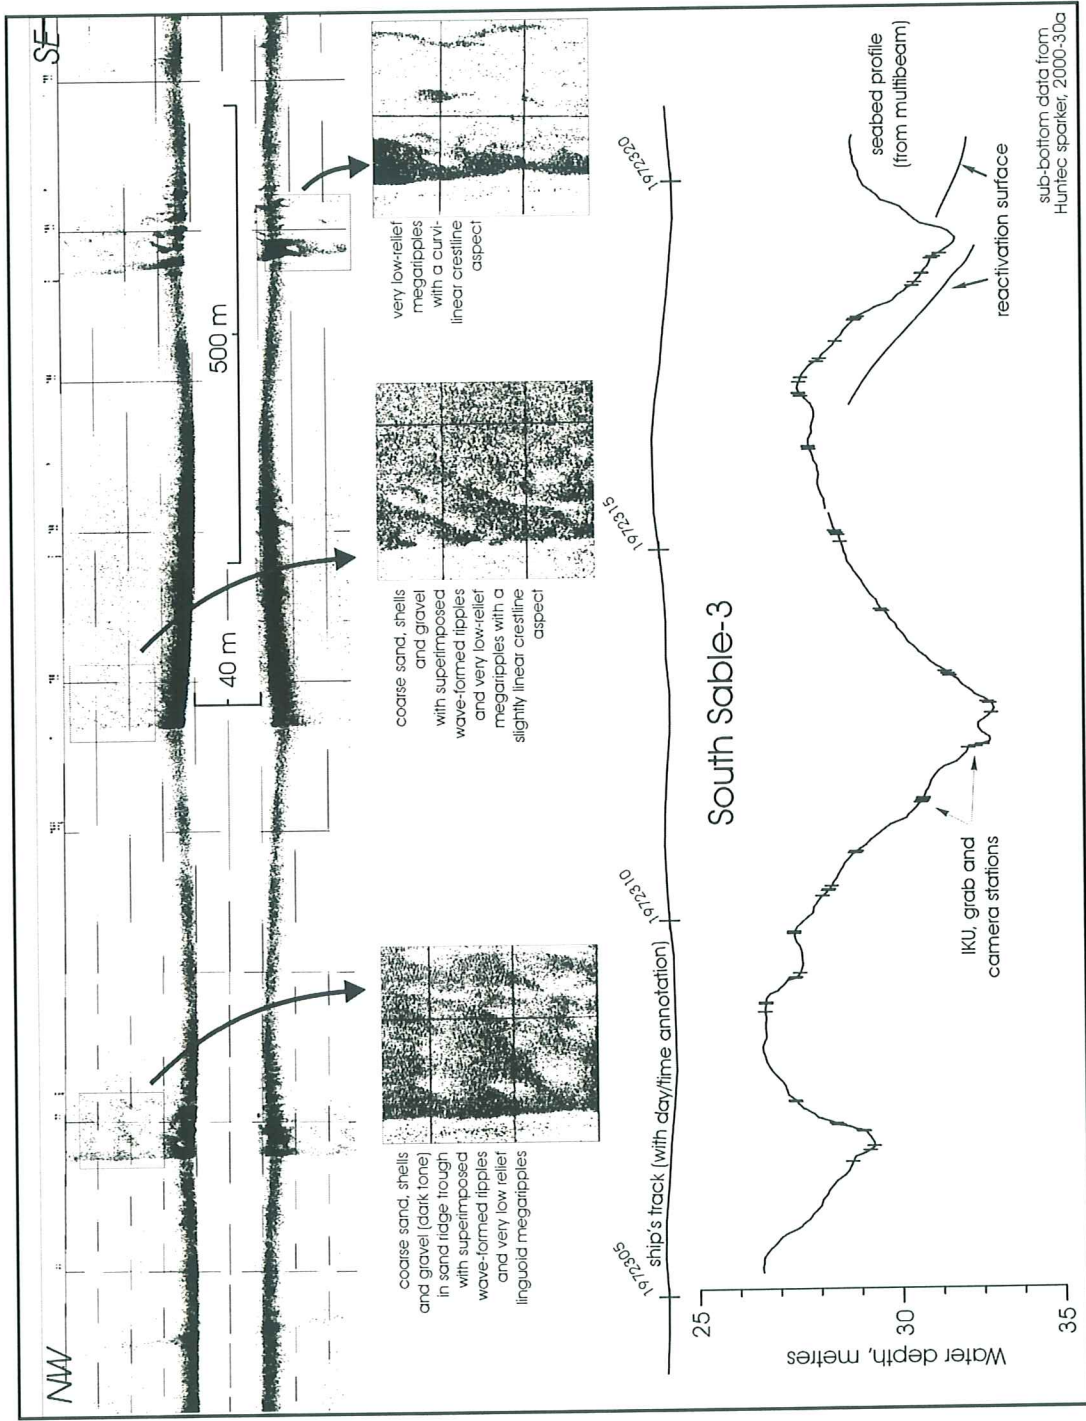 NW
SE
500 m
40 m
coarse sand, shells
and gravel (dark tone)
in sand ridge trough
with superimposed
wave-formed ripples
and very low relief
linguoid megaripples
coarse sand, shells
and gravel
with superimposed
wave-formed ripples
and very low-relief
megaripples with a
slightly linear crestline
aspect
very low-relief
megaripples
with a curvi-
linear crestline
aspect
1972305
1972310
1972315
1972320
ship's track (with day/time annotation)
South Sable-3
25
30
35
Water depth, metres
IKU, grab and
camera stations
seabed profile
(from multibeam)
reactivation surface
sub-bottom data from
Huntec sparker, 2000-30a